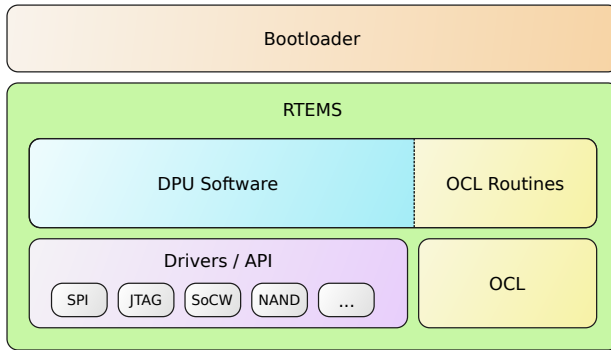 Bootloader
RTEMS
DPU Software OCL Routines
Drivers / API
OCL
SPI JTAG SoCW NAND ...